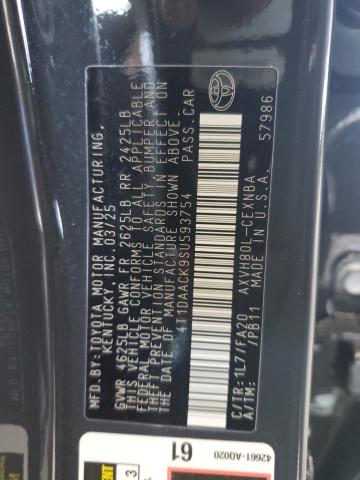 MFD.BY: TOYOTA MOTOR MANUFACTURING,
KENTUCKY, INC. 03/25
GVWR 4625LB GAWR FR 2625LB RR 2425LB
THIS VEHICLE CONFORMS TO ALL APPLICABLE
FEDERAL MOTOR VEHICLE SAFETY, BUMPER AND
THEFT PREVENTION STANDARDS IN EFFECT ON
THE DATE OF MANUFACTURE SHOWN ABOVE.
4T1DAACK9SU593754 PASS.CAR
C/TR:1L7/FA20 AXVH80L-CEXNBA
A/TM: /PB11 MADE IN U.S.A. 57986
42661-AQ020
61
3